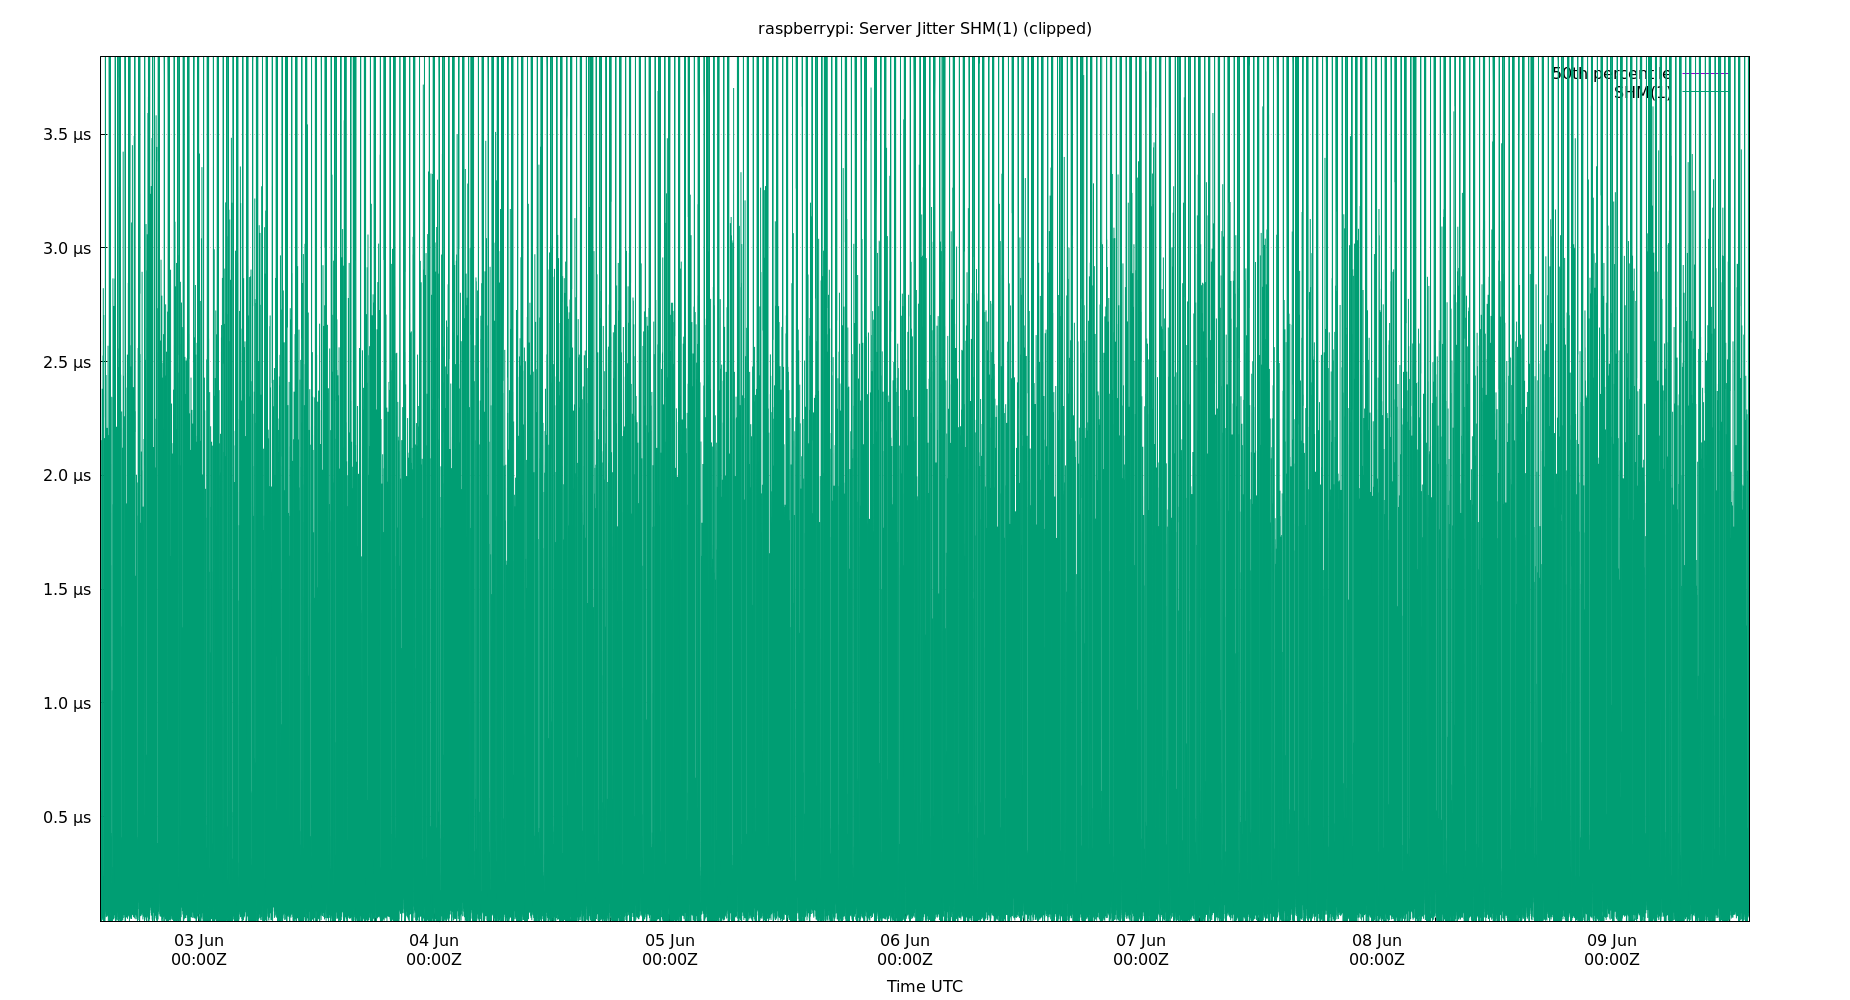 raspberrypi: Server Jitter SHM(1) (clipped)
50th percentile
SHM(1)
3.5 µs
3.0 µs
2.5 µs
2.0 µs
1.5 µs
1.0 µs
0.5 µs
03 Jun 04 Jun 05 Jun 06 Jun 07 Jun 08 Jun 09 Jun
00:00Z 00:00Z 00:00Z 00:00Z 00:00Z 00:00Z 00:00Z
Time UTC